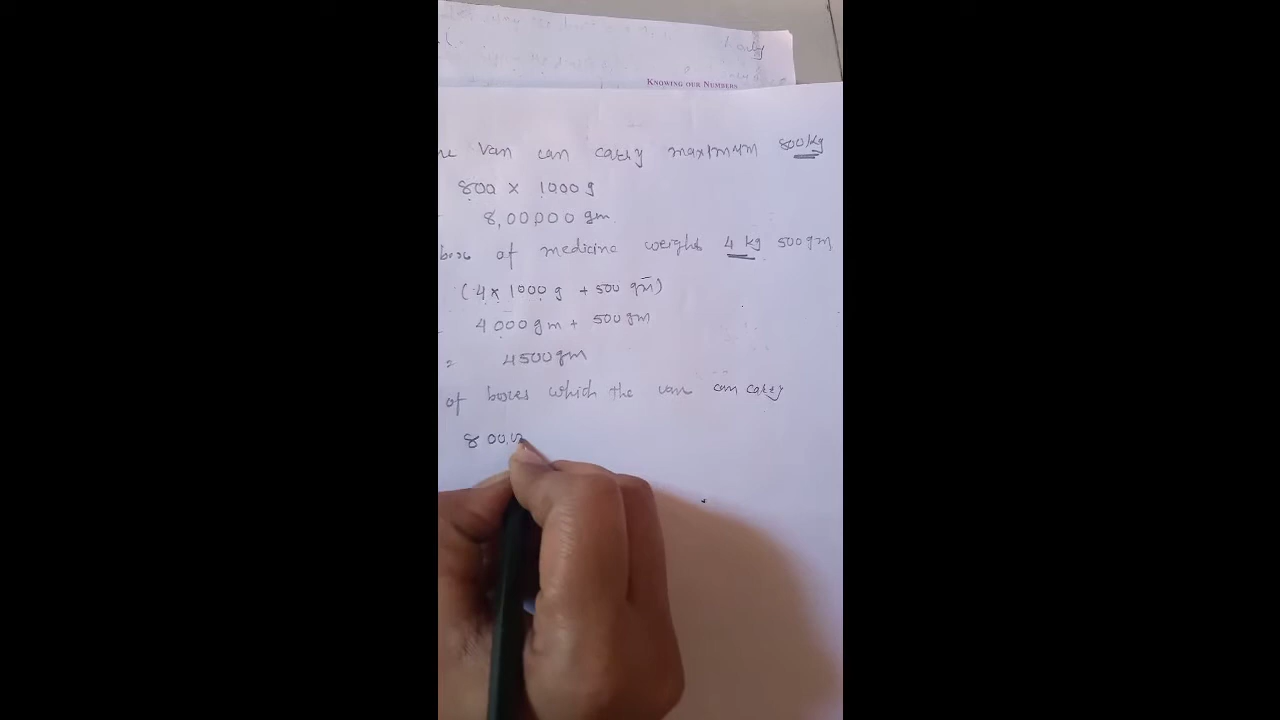 only
KNOWING OUR NUMBERS
Van can carry maximum 800kg
800 x 1000 g
8,00,000 gm
box of medicine weighs 4 kg 500gm
(4 x 1000 g + 500 gm)
4000 gm + 500 gm
= 4500gm
of boxes which the van can carry
8 00,0